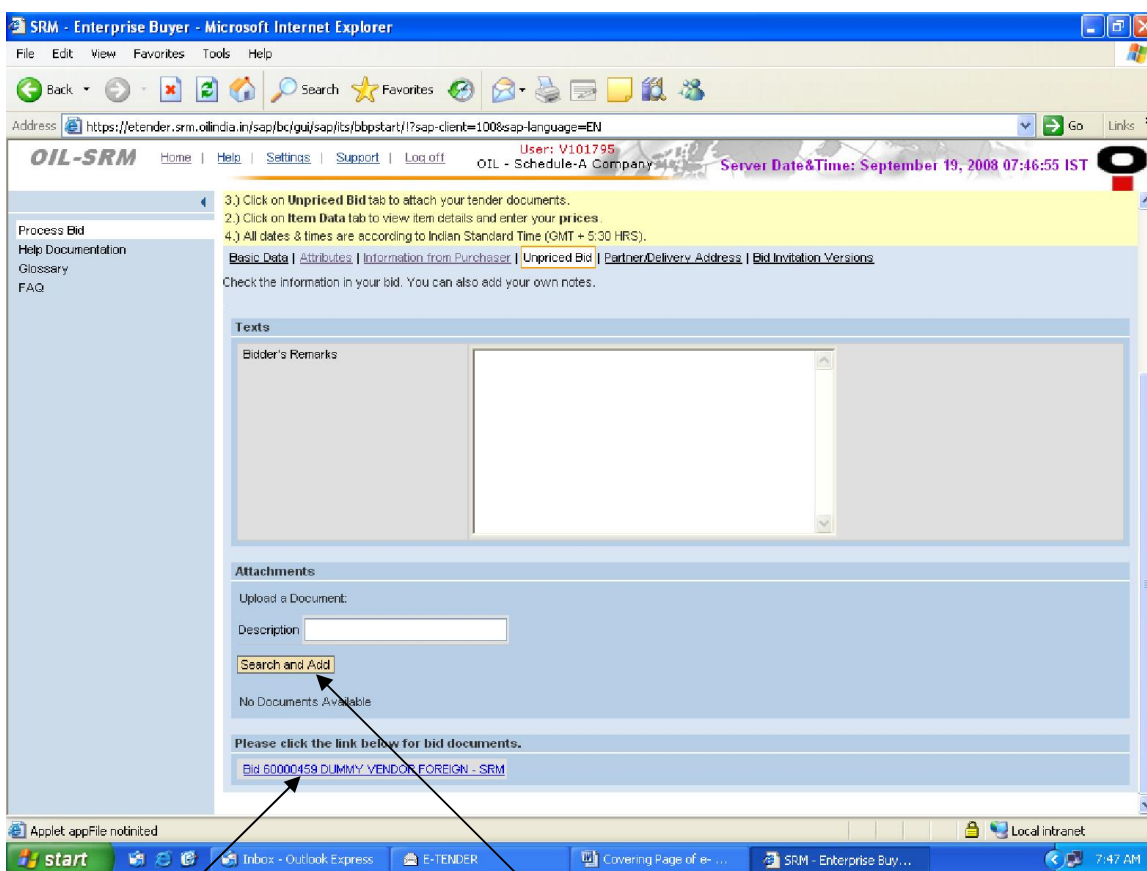 SRM - Enterprise Buyer - Microsoft Internet Explorer
File Edit View Favorites Tools Help
Back Search Favorites
Address https://etender.srm.oilindia.in/sap/bc/gui/sap/its/bbpstart/!?sap-client=100&sap-language=EN Go Links
OIL-SRM Home | Help | Settings | Support | Log off User: V101795 OIL - Schedule-A Company Server Date&Time: September 19, 2008 07:46:55 IST
Process Bid
Help Documentation
Glossary
FAQ
3.) Click on Unpriced Bid tab to attach your tender documents.
2.) Click on Item Data tab to view item details and enter your prices.
4.) All dates & times are according to Indian Standard Time (GMT + 5:30 HRS).
Basic Data | Attributes | Information from Purchaser | Unpriced Bid | Partner/Delivery Address | Bid Invitation Versions
Check the information in your bid. You can also add your own notes.
Texts
Bidder's Remarks
Attachments
Upload a Document:
Description
Search and Add
No Documents Available
Please click the link below for bid documents.
Bid 60000459 DUMMY VENDOR FOREIGN - SRM
Applet appFile notinited Local intranet
start Inbox - Outlook Express E-TENDER Covering Page of e- ... SRM - Enterprise Buy... 7:47 AM